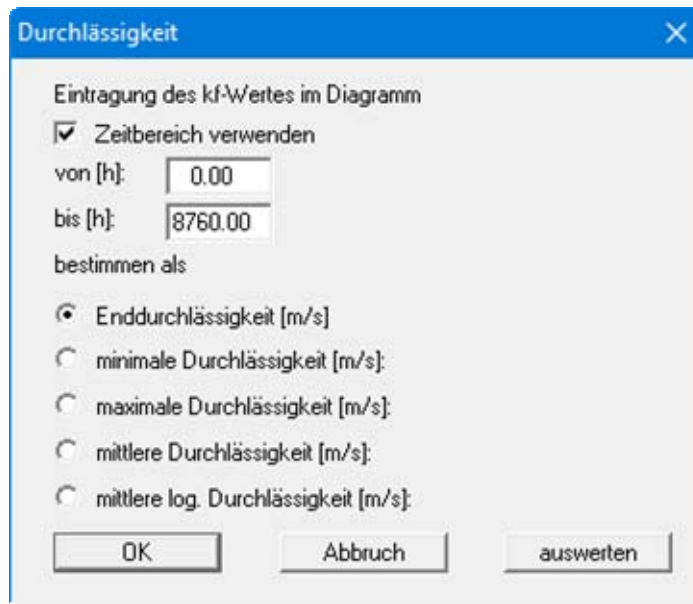 Durchlässigkeit
Eintragung des kf-Wertes im Diagramm
Zeitbereich verwenden
von [h]: 0.00
bis [h]: 8760.00
bestimmen als
Enddurchlässigkeit [m/s]
minimale Durchlässigkeit [m/s]:
maximale Durchlässigkeit [m/s]:
mittlere Durchlässigkeit [m/s]:
mittlere log. Durchlässigkeit [m/s]:
OK Abbruch auswerten